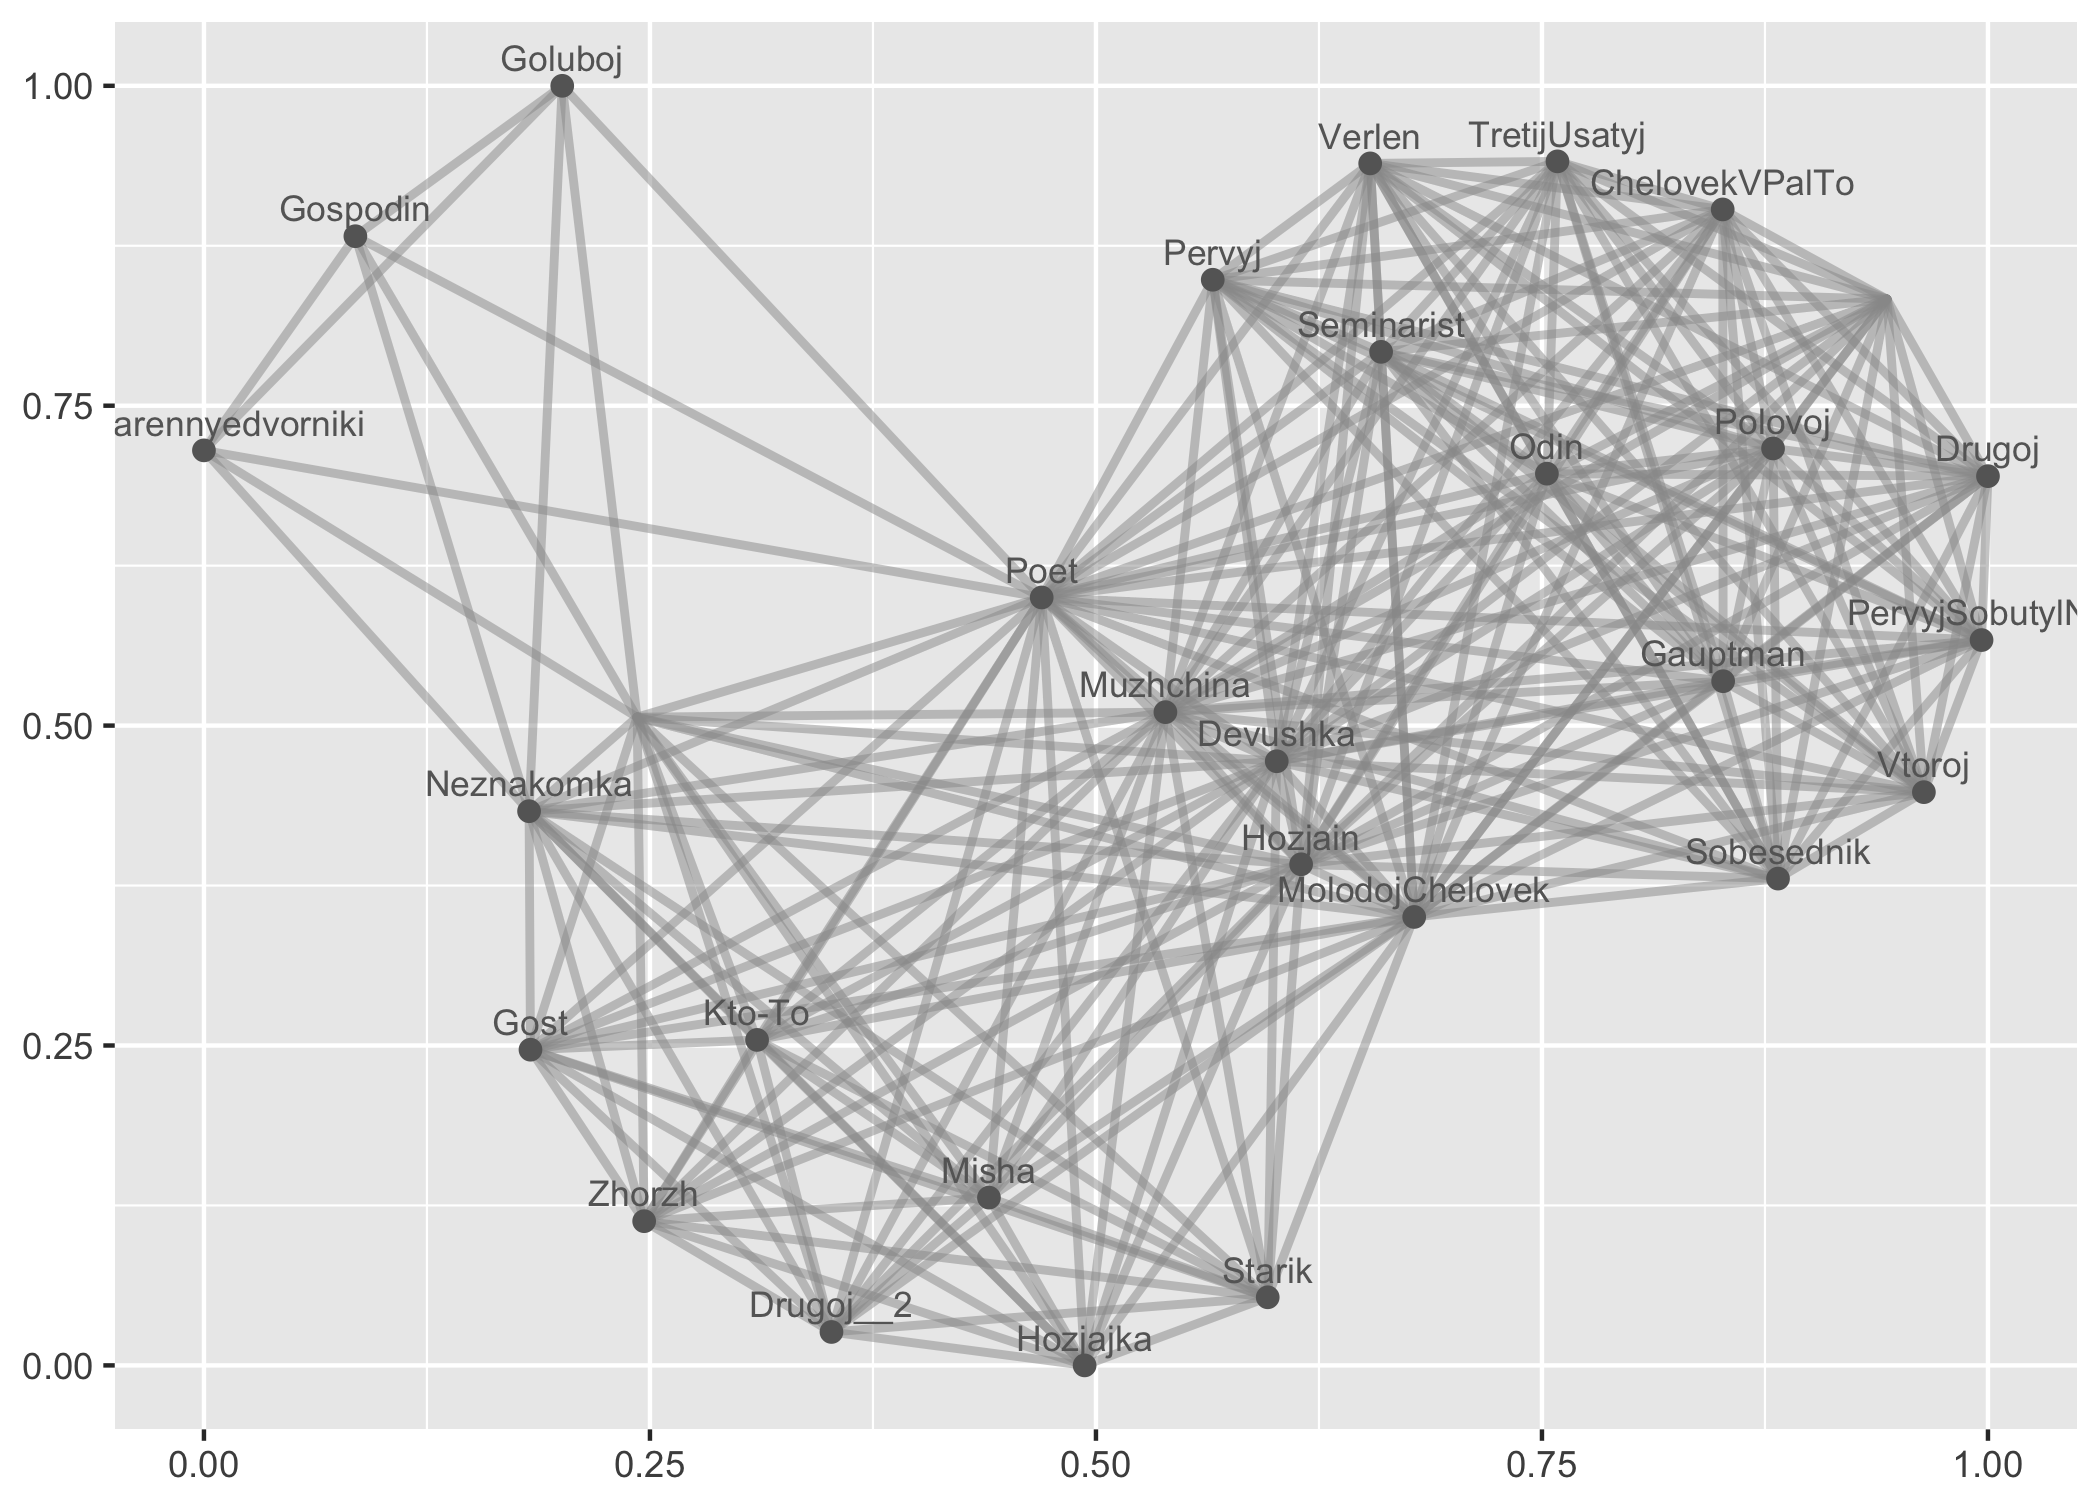 Goluboj
1.00
Verlen
TretijUsatyj
ChelovekVPalTo
Gospodin
Pervyj
Seminarist
0.75
arennyedvorniki
Polovoj
Odin
Drugoj
Poet
PervyjSobutylN
Gauptman
Muzhchina
0.50
Devushka
Vtoroj
Neznakomka
Hozjain
Sobesednik
MolodojChelovek
Gost
Kto-To
0.25
Misha
Zhorzh
Starik
Drugoj__2
Hozjajka
0.00
0.00 0.25 0.50 0.75 1.00